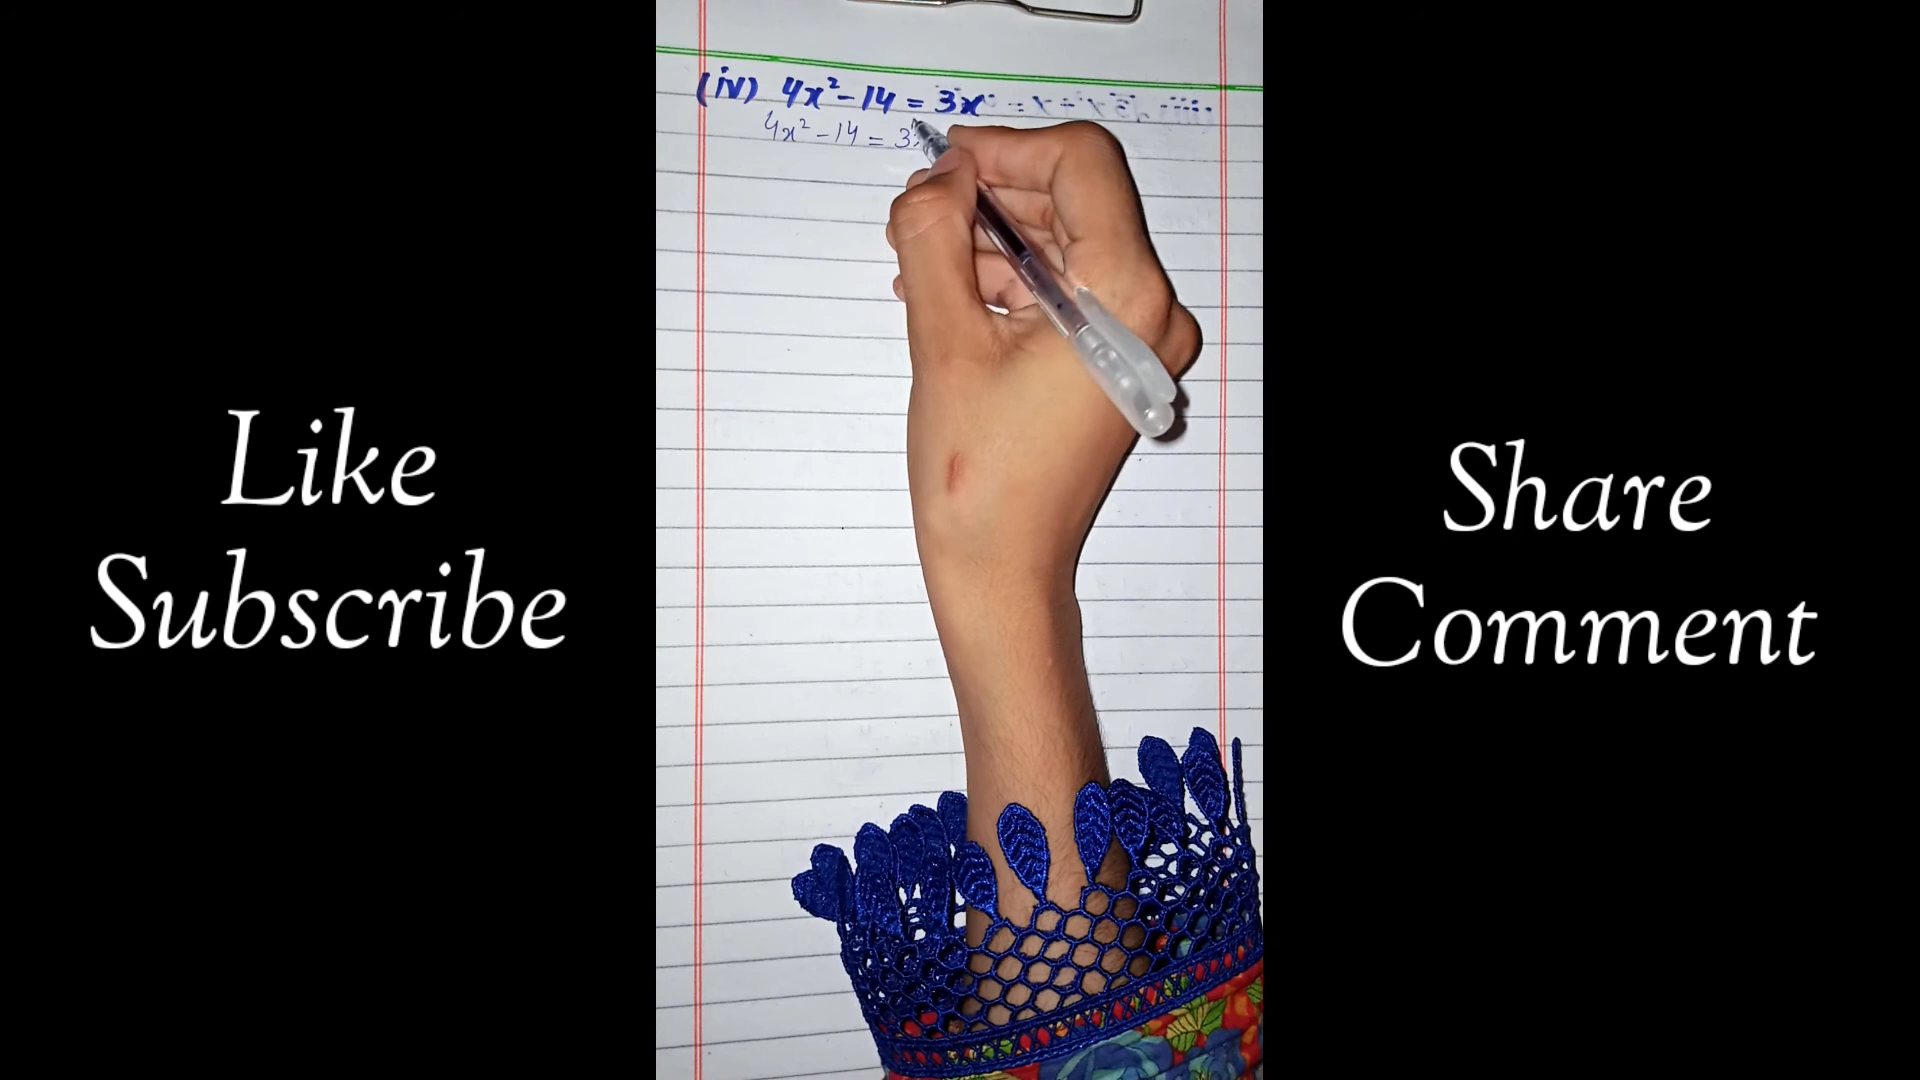 Like
Subscribe
(iv) 4x² - 14 = 3x
4x² - 14 = 3
Share
Comment